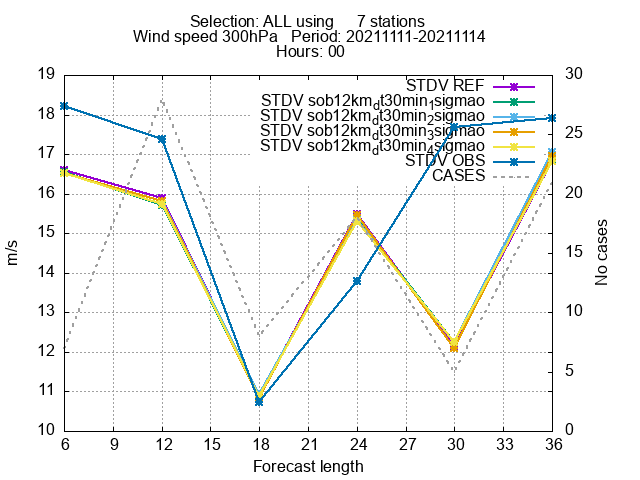 Selection: ALL using 7 stations
Wind speed 300hPa Period: 20211111-20211114
Hours: 00
STDV REF
STDV sob12km_dt30min_1sigmao
STDV sob12km_dt30min_2sigmao
STDV sob12km_dt30min_3sigmao
STDV sob12km_dt30min_4sigmao
STDV OBS
CASES
19
18
17
16
15
14
13
12
11
10
m/s
30
25
20
15
10
5
0
No cases
6 9 12 15 18 21 24 27 30 33 36
Forecast length